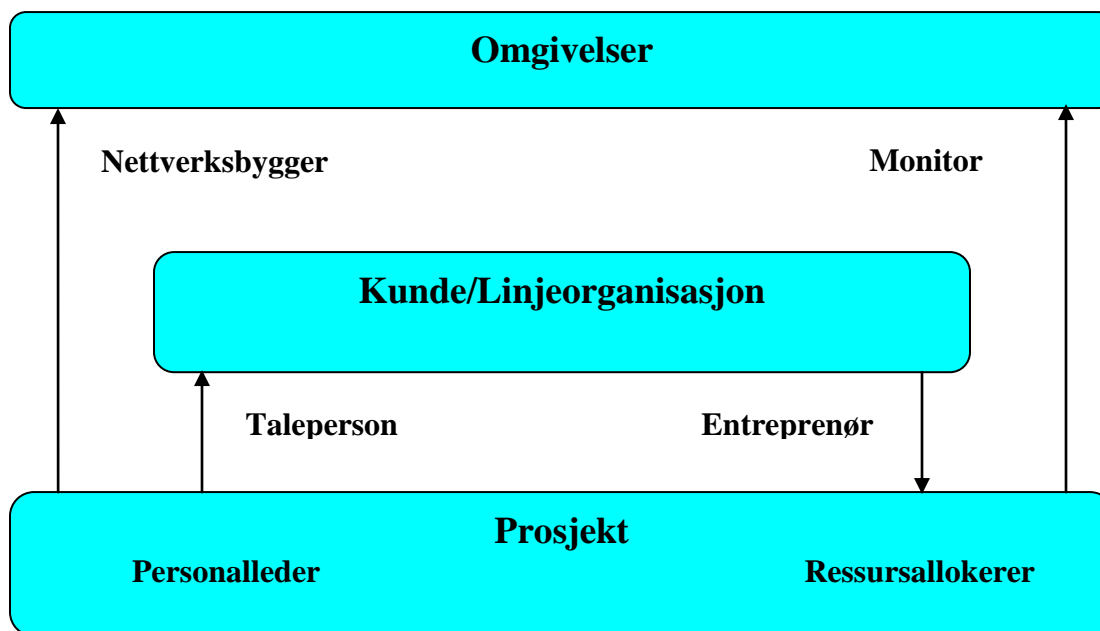 Omgivelser
Nettverksbygger
Monitor
Kunde/Linjeorganisasjon
Taleperson
Entreprenør
Prosjekt
Personalleder
Ressursallokerer